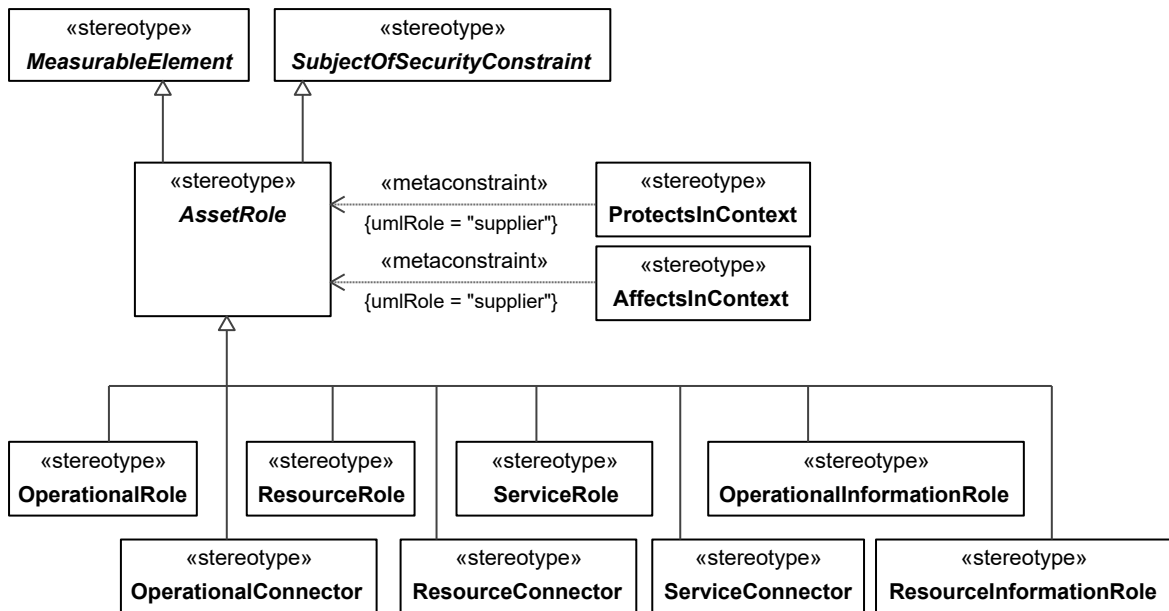 «stereotype»
MeasurableElement
«stereotype»
SubjectOfSecurityConstraint
«stereotype»
AssetRole
«metaconstraint»
{umlRole = "supplier"}
«stereotype»
ProtectsInContext
«metaconstraint»
{umlRole = "supplier"}
«stereotype»
AffectsInContext
«stereotype»
OperationalRole
«stereotype»
ResourceRole
«stereotype»
ServiceRole
«stereotype»
OperationalInformationRole
«stereotype»
OperationalConnector
«stereotype»
ResourceConnector
«stereotype»
ServiceConnector
«stereotype»
ResourceInformationRole